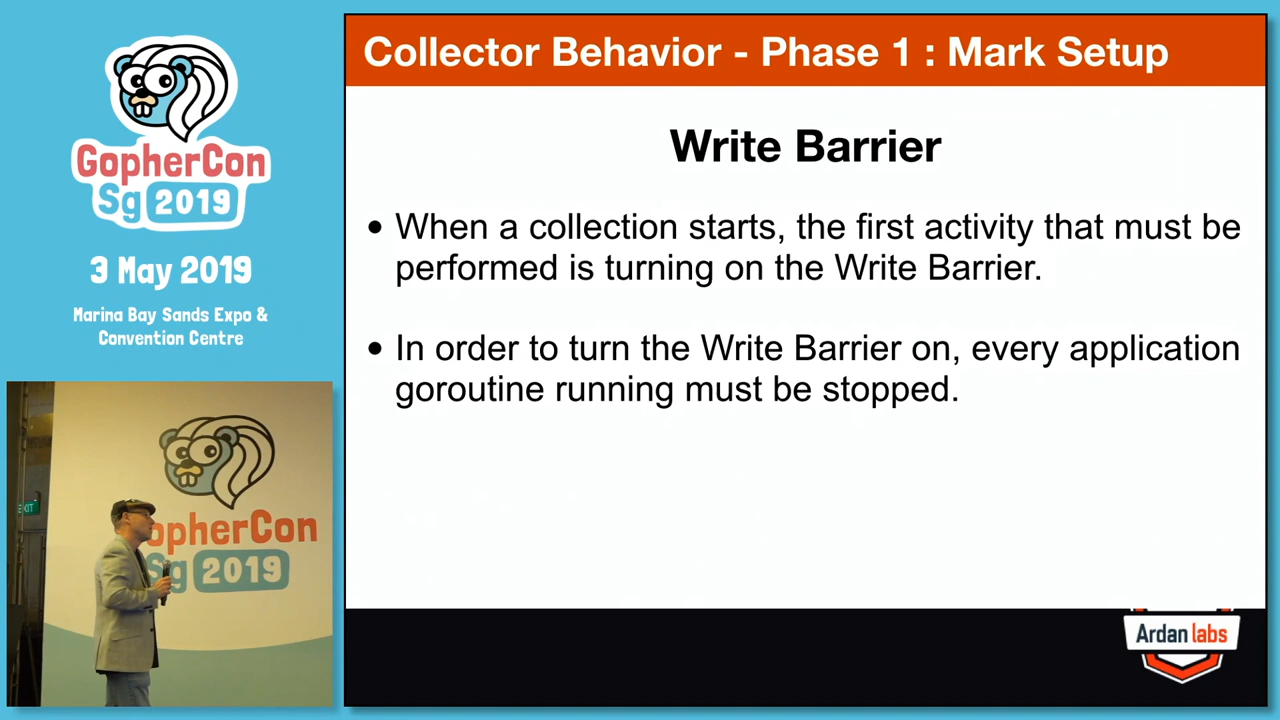 GopherCon
Sg 2019
3 May 2019
Marina Bay Sands Expo &
Convention Centre
Collector Behavior - Phase 1 : Mark Setup
Write Barrier
• When a collection starts, the first activity that must be
performed is turning on the Write Barrier.
• In order to turn the Write Barrier on, every application
goroutine running must be stopped.
EXIT
opherCon
Sg 2019
Ardan labs